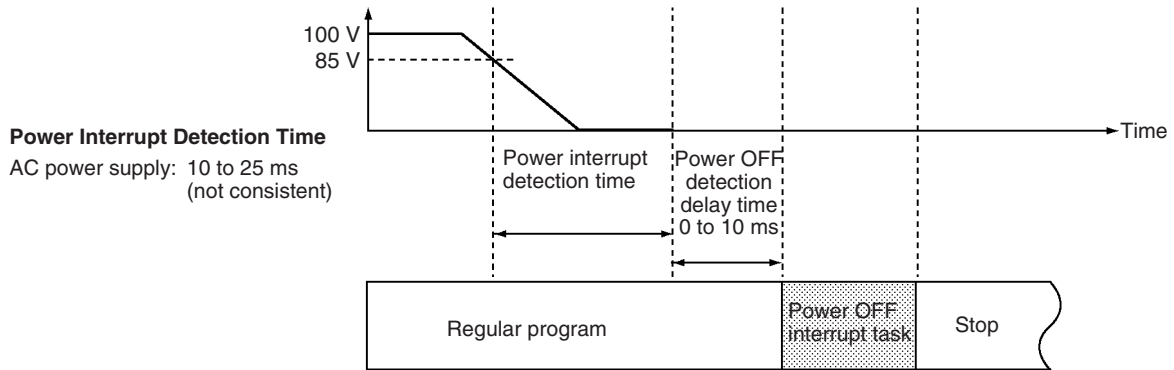 100 V
85 V
Time
Power Interrupt Detection Time
AC power supply: 10 to 25 ms
(not consistent)
Power interrupt
detection time
Power OFF
detection
delay time
0 to 10 ms
Regular program
Power OFF
interrupt task
Stop